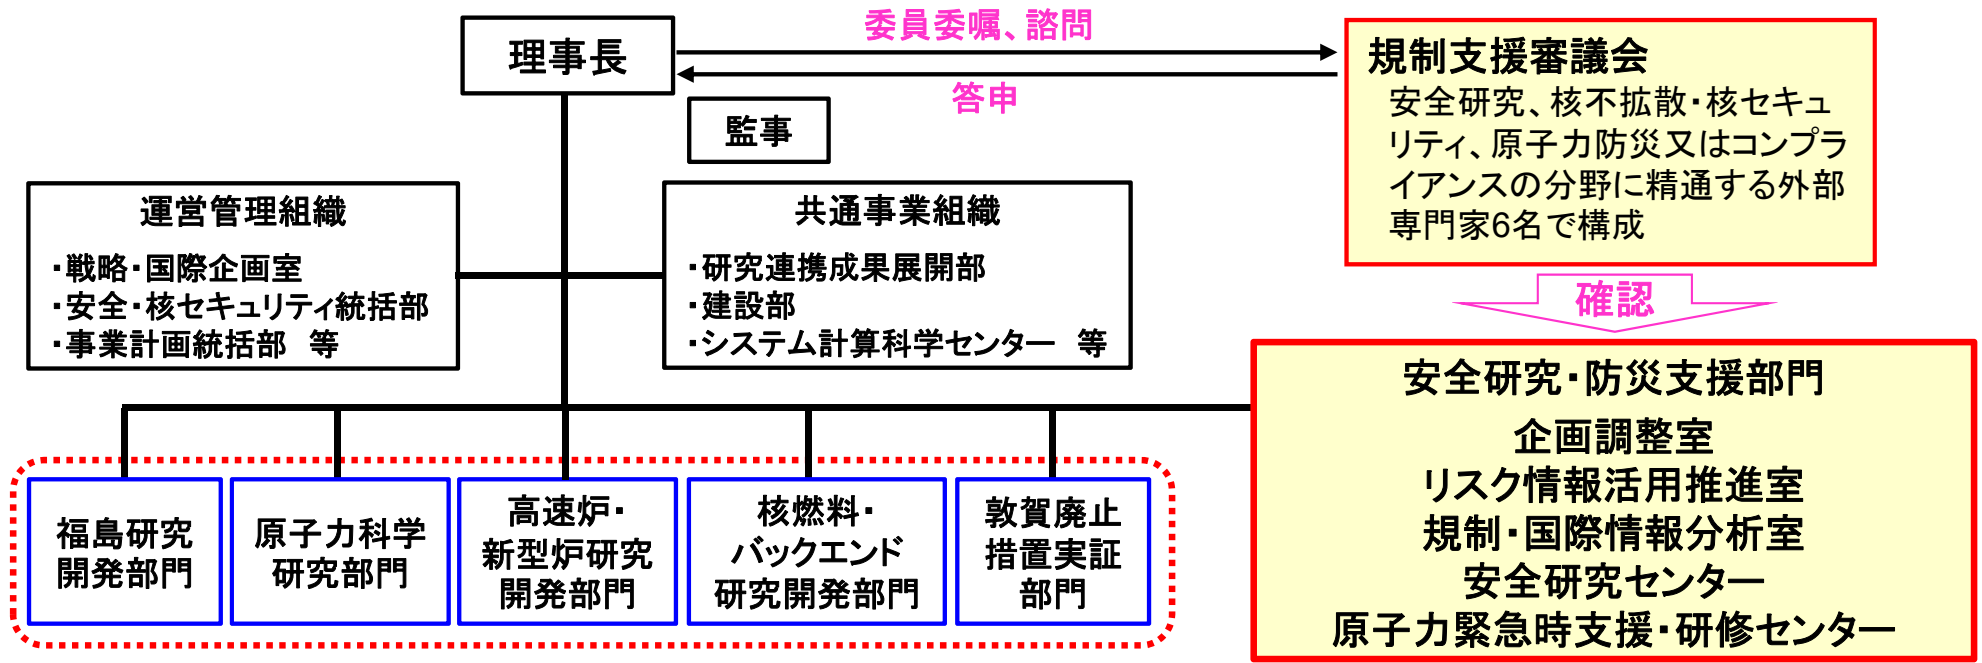 理事長
委員委嘱、諮問
答申
監事
規制支援審議会
安全研究、核不拡散・核セキュ
リティ、原子力防災又はコンプラ
イアンスの分野に精通する外部
専門家6名で構成
確認
運営管理組織
・戦略・国際企画室
・安全・核セキュリティ統括部
・事業計画統括部　等
共通事業組織
・研究連携成果展開部
・建設部
・システム計算科学センター　等
安全研究・防災支援部門
企画調整室
リスク情報活用推進室
規制・国際情報分析室
安全研究センター
原子力緊急時支援・研修センター
福島研究
開発部門
原子力科学
研究部門
高速炉・
新型炉研究
開発部門
核燃料・
バックエンド
研究開発部門
敦賀廃止
措置実証
部門